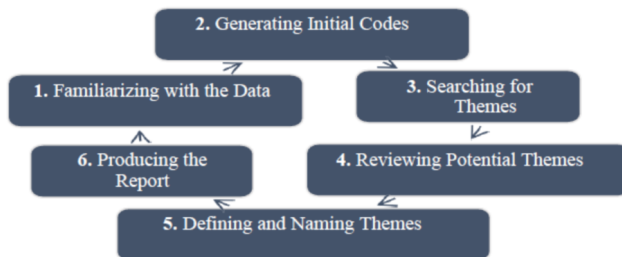 1. Familiarizing with the Data
2. Generating Initial Codes
3. Searching for
Themes
4. Reviewing Potential Themes
5. Defining and Naming Themes
6. Producing the
Report